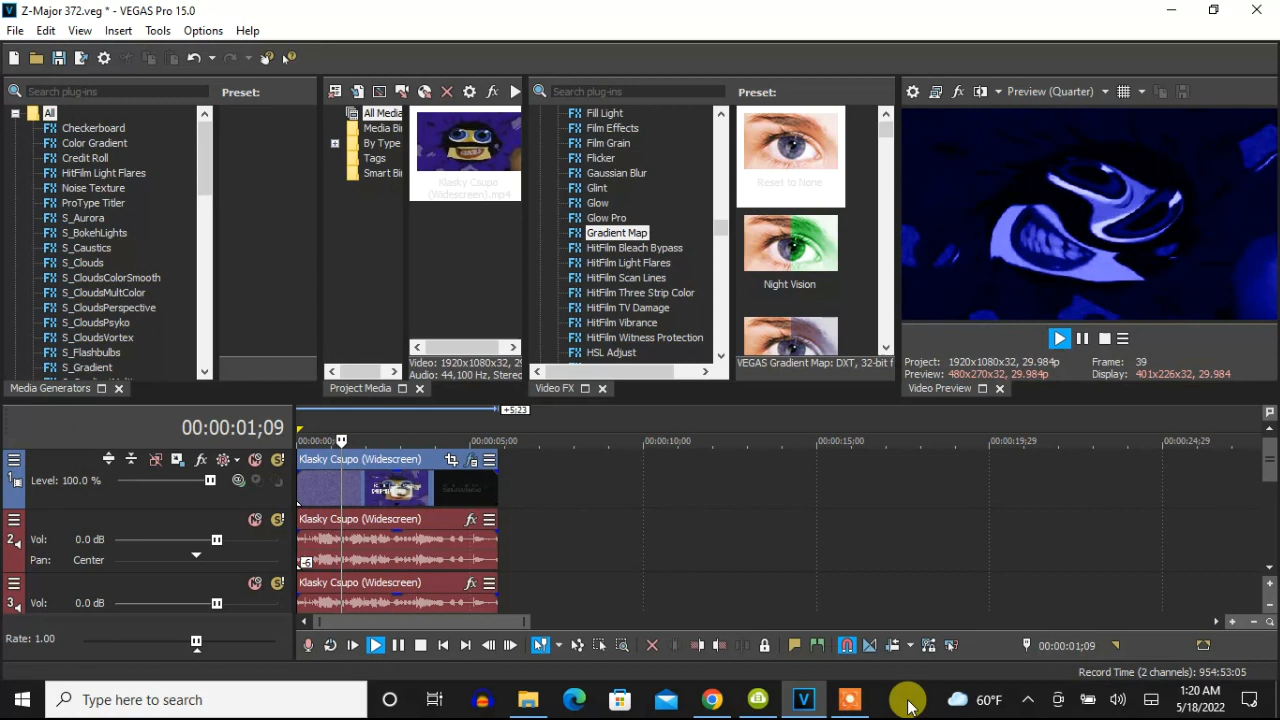 Z-Major 372.veg * - VEGAS Pro 15.0
File Edit View Insert Tools Options Help
Search plug-ins
Preset:
All
Checkerboard
Color Gradient
Credit Roll
HitFilm Light Flares
Noise Texture
ProType Titler
S_Aurora
S_BokehLights
S_Caustics
S_Clouds
S_CloudsColorSmooth
S_CloudsMultColor
S_CloudsPerspective
S_CloudsPsyko
S_CloudsVortex
S_Flashbulbs
S_Gradient
Media Generators
All Media
Media Bi
By Type
Tags
Smart Bi
Klasky Csupo
(Widescreen).mp4
Video: 1920x1080x32, 29.
Audio: 44,100 Hz, Stereo
Project Media
Search plug-ins
Preset:
Fill Light
Film Effects
Film Grain
Flicker
Gaussian Blur
Glint
Glow
Glow Pro
Gradient Map
HitFilm Bleach Bypass
HitFilm Light Flares
HitFilm Scan Lines
HitFilm Three Strip Color
HitFilm TV Damage
HitFilm Vibrance
HitFilm Witness Protection
HSL Adjust
Reset to None
Night Vision
VEGAS Gradient Map: DXT, 32-bit f
Video FX
Preview (Quarter)
Project: 1920x1080x32, 29.984p
Frame: 39
Preview: 480x270x32, 29.984p
Display: 401x226x32, 29.984
Video Preview
00:00:01;09
+5;23
00:00:00;
00:00:05;00
00:00:10;00
00:00:15;00
00:00:19;29
00:00:24;29
1
Level: 100.0 %
Klasky Csupo (Widescreen)
2
Vol: 0.0 dB
Pan: Center
Klasky Csupo (Widescreen)
-6
3
Vol: 0.0 dB
Klasky Csupo (Widescreen)
Rate: 1.00
00:00:01;09
Record Time (2 channels): 954:53:05
Type here to search
60°F
1:20 AM
5/18/2022